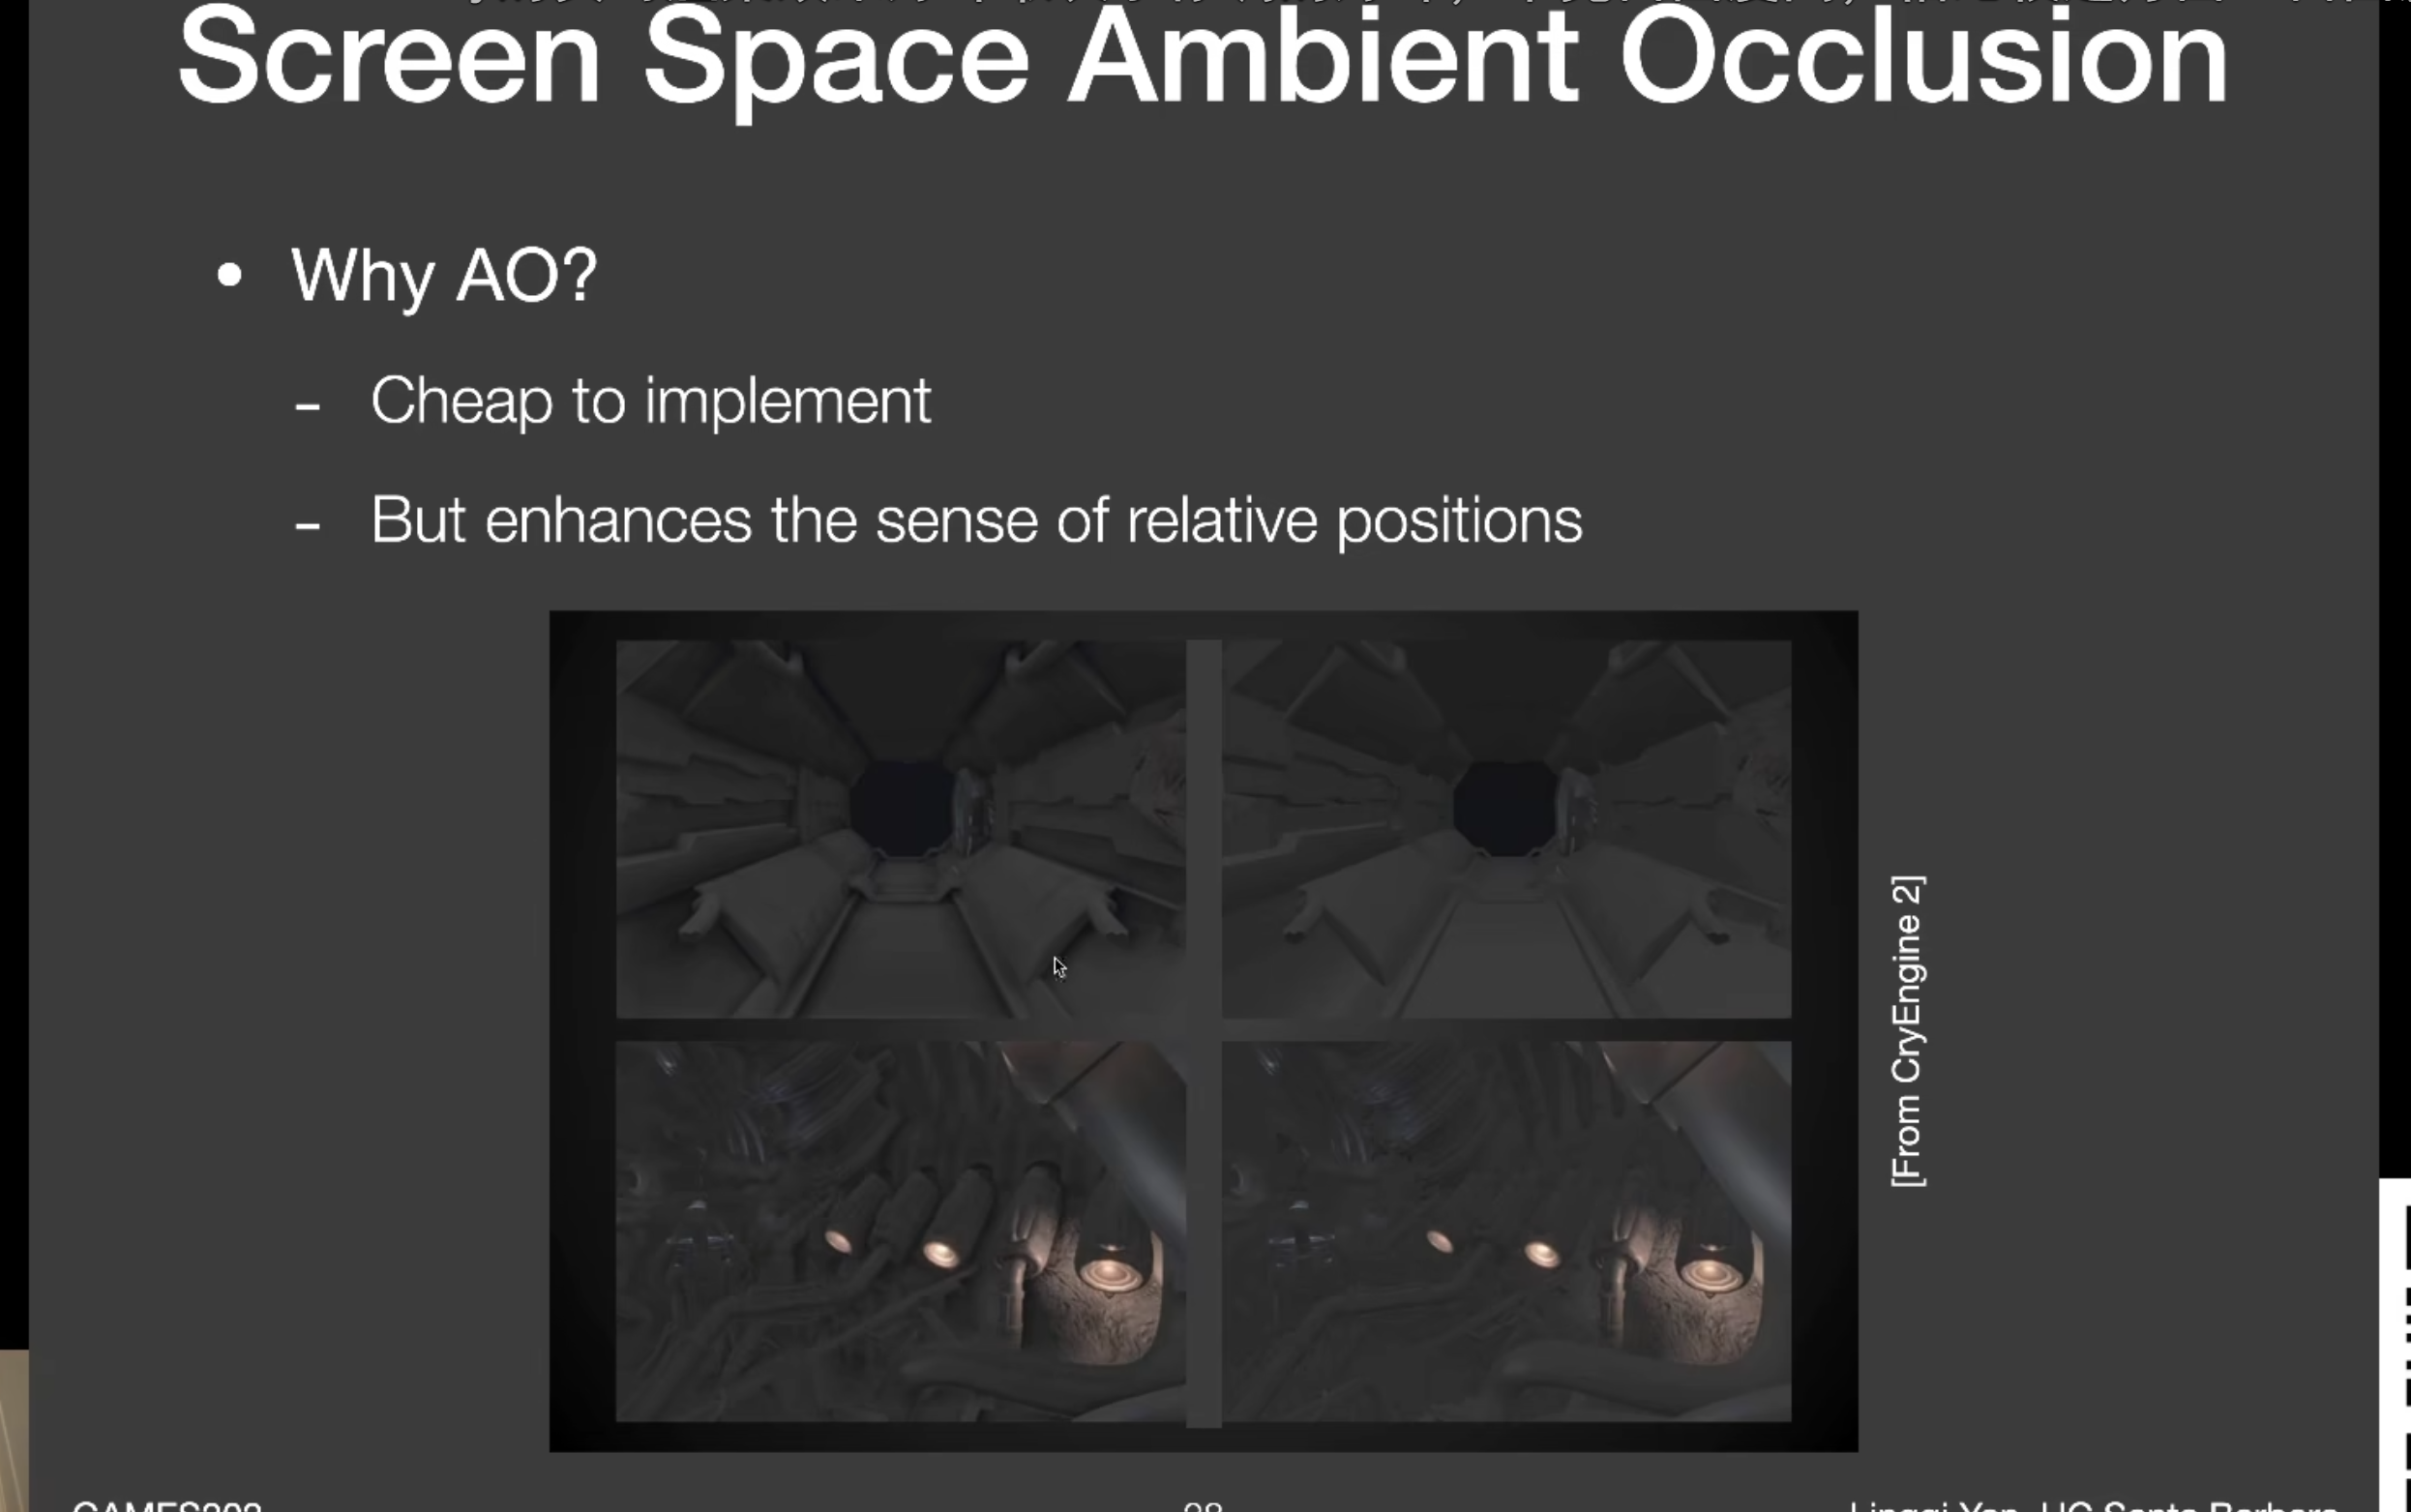 Screen Space Ambient Occlusion
• Why AO?
- Cheap to implement
- But enhances the sense of relative positions
[From CryEngine 2]